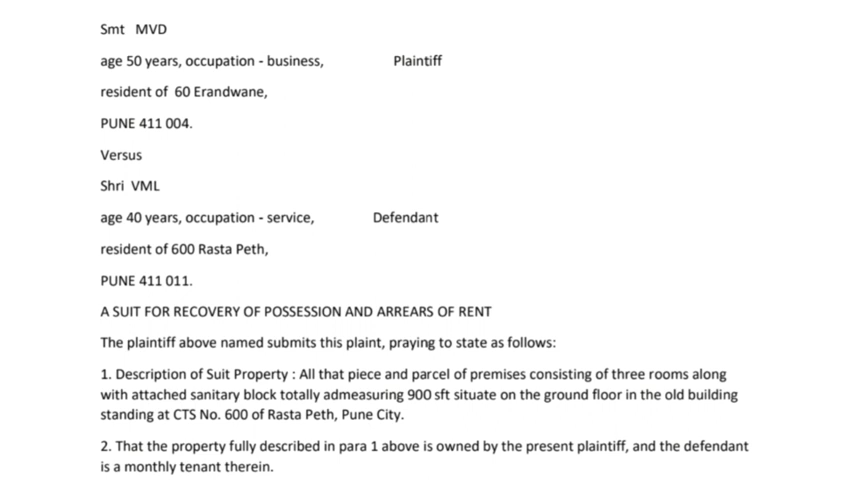 Smt MVD
age 50 years, occupation - business, Plaintiff
resident of 60 Erandwane,
PUNE 411 004.
Versus
Shri VML
age 40 years, occupation - service, Defendant
resident of 600 Rasta Peth,
PUNE 411 011.
A SUIT FOR RECOVERY OF POSSESSION AND ARREARS OF RENT
The plaintiff above named submits this plaint, praying to state as follows:
1. Description of Suit Property : All that piece and parcel of premises consisting of three rooms along
with attached sanitary block totally admeasuring 900 sft situate on the ground floor in the old building
standing at CTS No. 600 of Rasta Peth, Pune City.
2. That the property fully described in para 1 above is owned by the present plaintiff, and the defendant
is a monthly tenant therein.